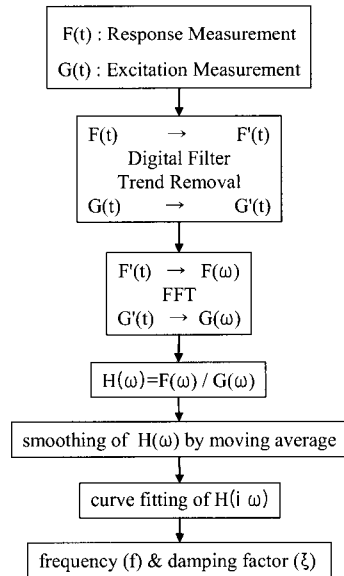 F(t) : Response Measurement
G(t) : Excitation Measurement
F(t) → F'(t)
Digital Filter
Trend Removal
G(t) → G'(t)
F'(t) → F(ω)
FFT
G'(t) → G(ω)
H(ω)=F(ω) / G(ω)
smoothing of H(ω) by moving average
curve fitting of H(i ω)
frequency (f) & damping factor (ξ)